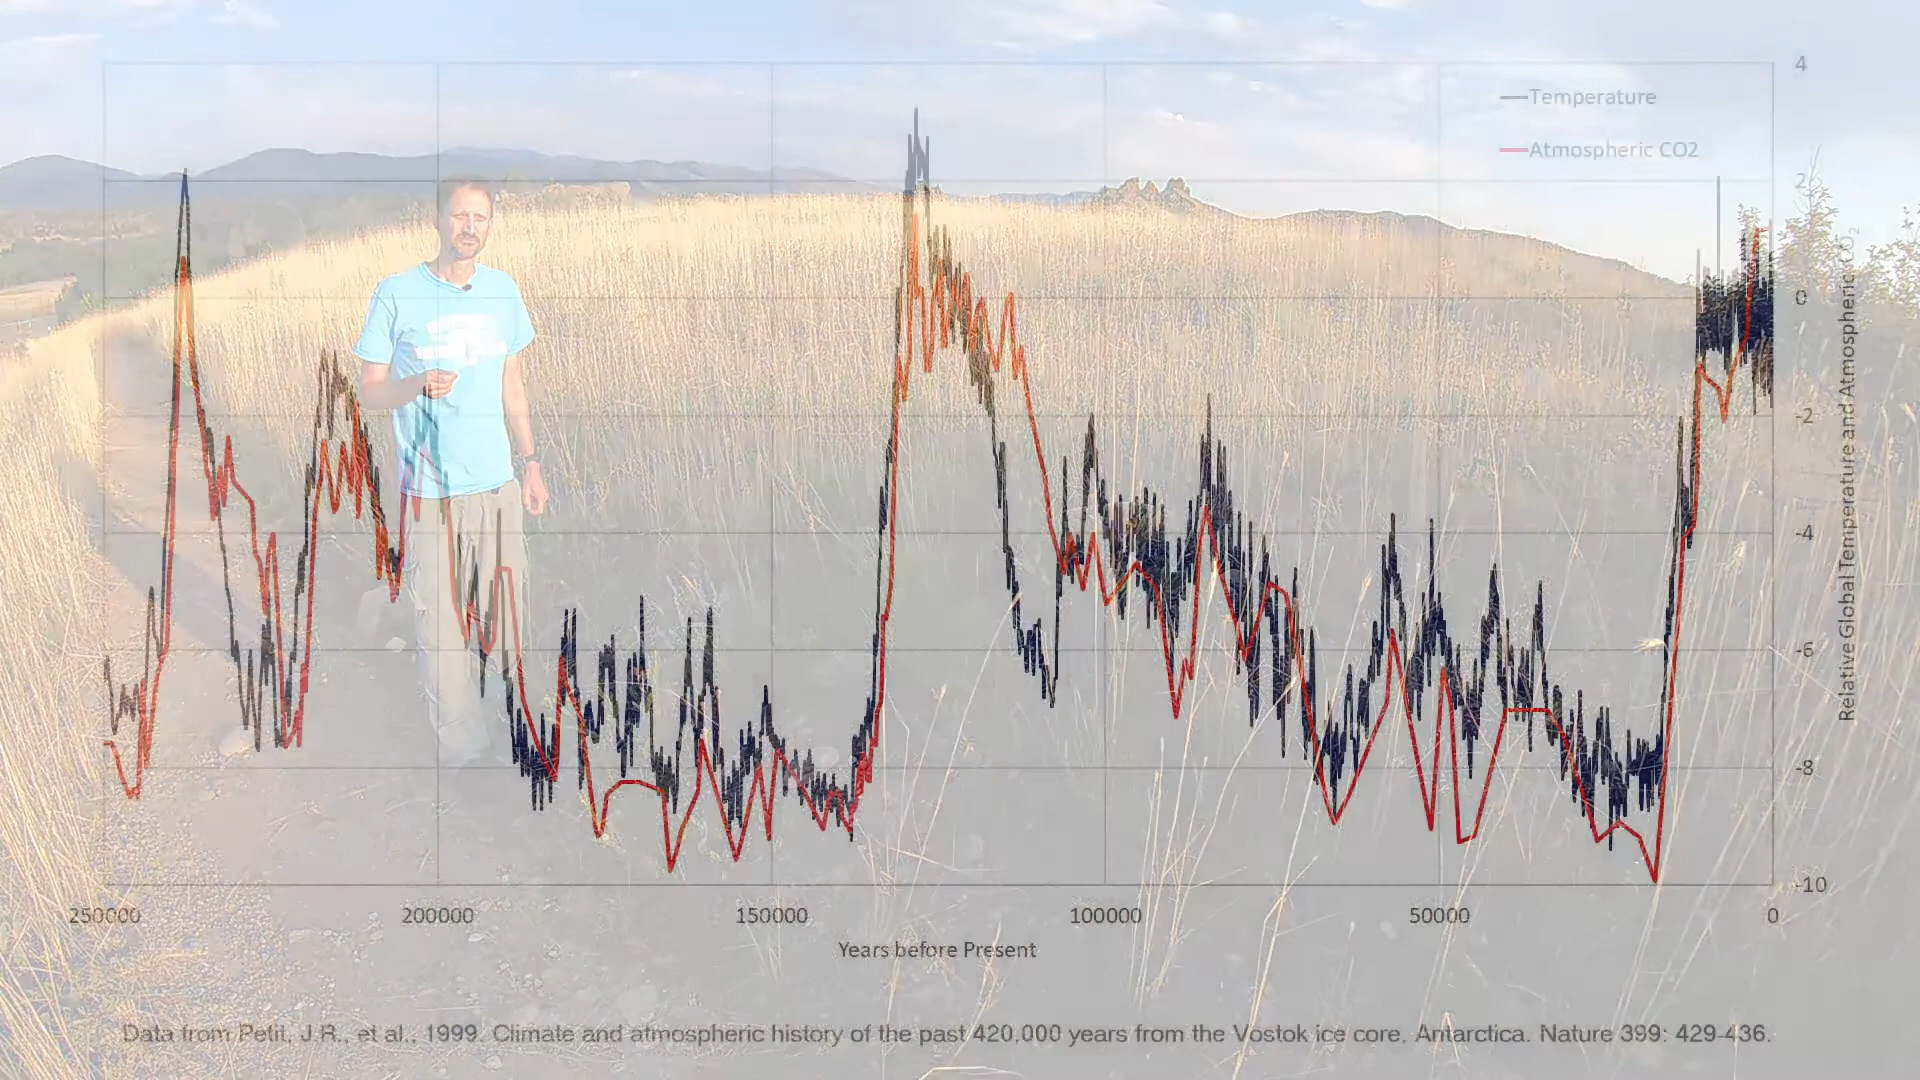 4
Temperature
Atmospheric CO2
2
0
-2
-4
-6
-8
-10
Relative Global Temperature and Atmospheric CO₂
250000 200000 150000 100000 50000 0
Years before Present
Data from Petit, J.R., et al., 1999. Climate and atmospheric history of the past 420,000 years from the Vostok ice core, Antarctica. Nature 399: 429-436.